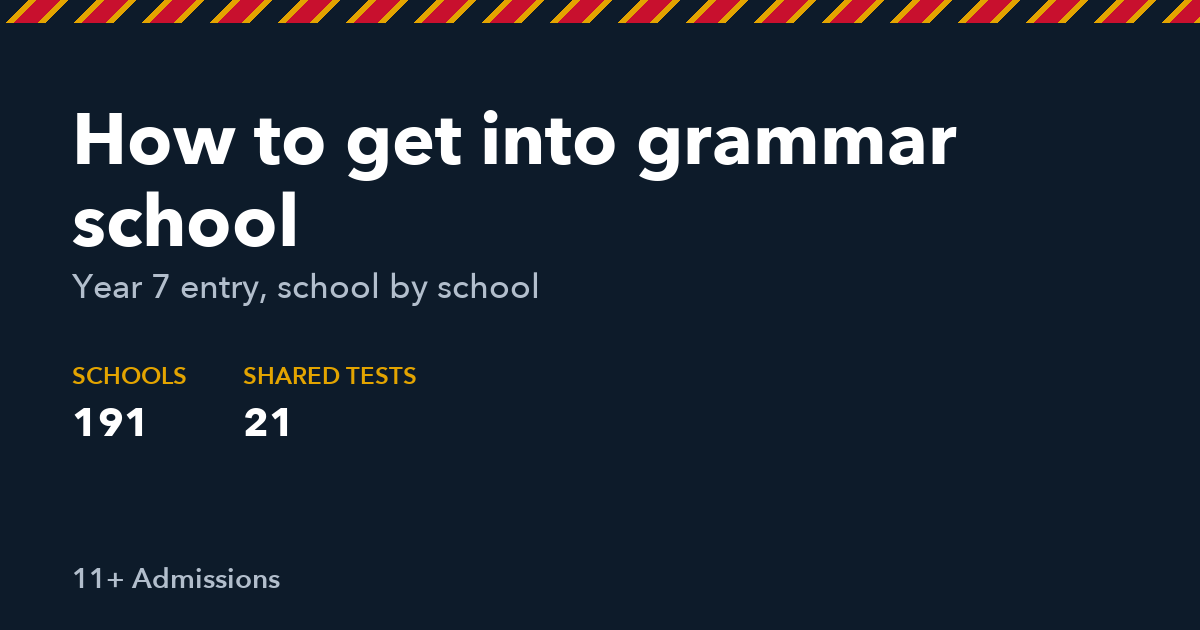 How to get into grammar
school
Year 7 entry, school by school
SCHOOLS SHARED TESTS
191 21
11+ Admissions